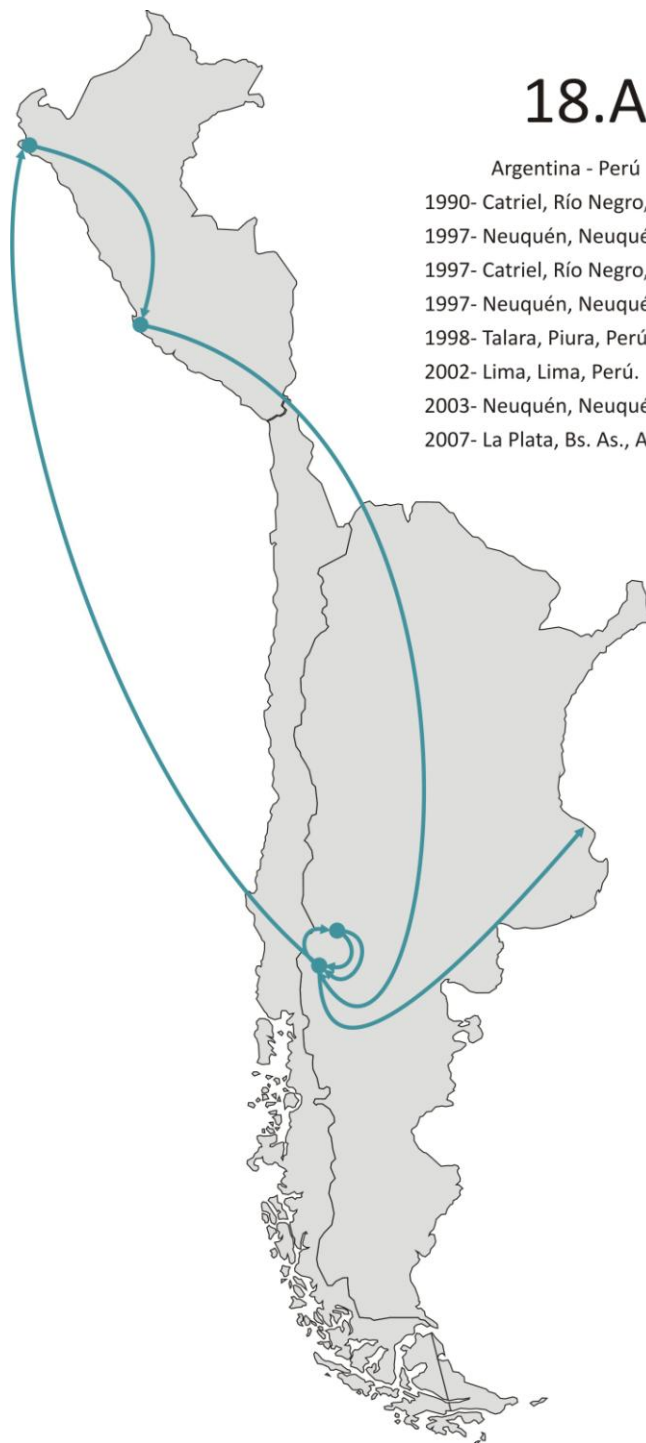 18.A
Argentina - Perú
1990- Catriel, Río Negro,
1997- Neuquén, Neuqué
1997- Catriel, Río Negro,
1997- Neuquén, Neuqué
1998- Talara, Piura, Perú
2002- Lima, Lima, Perú.
2003- Neuquén, Neuqué
2007- La Plata, Bs. As., A